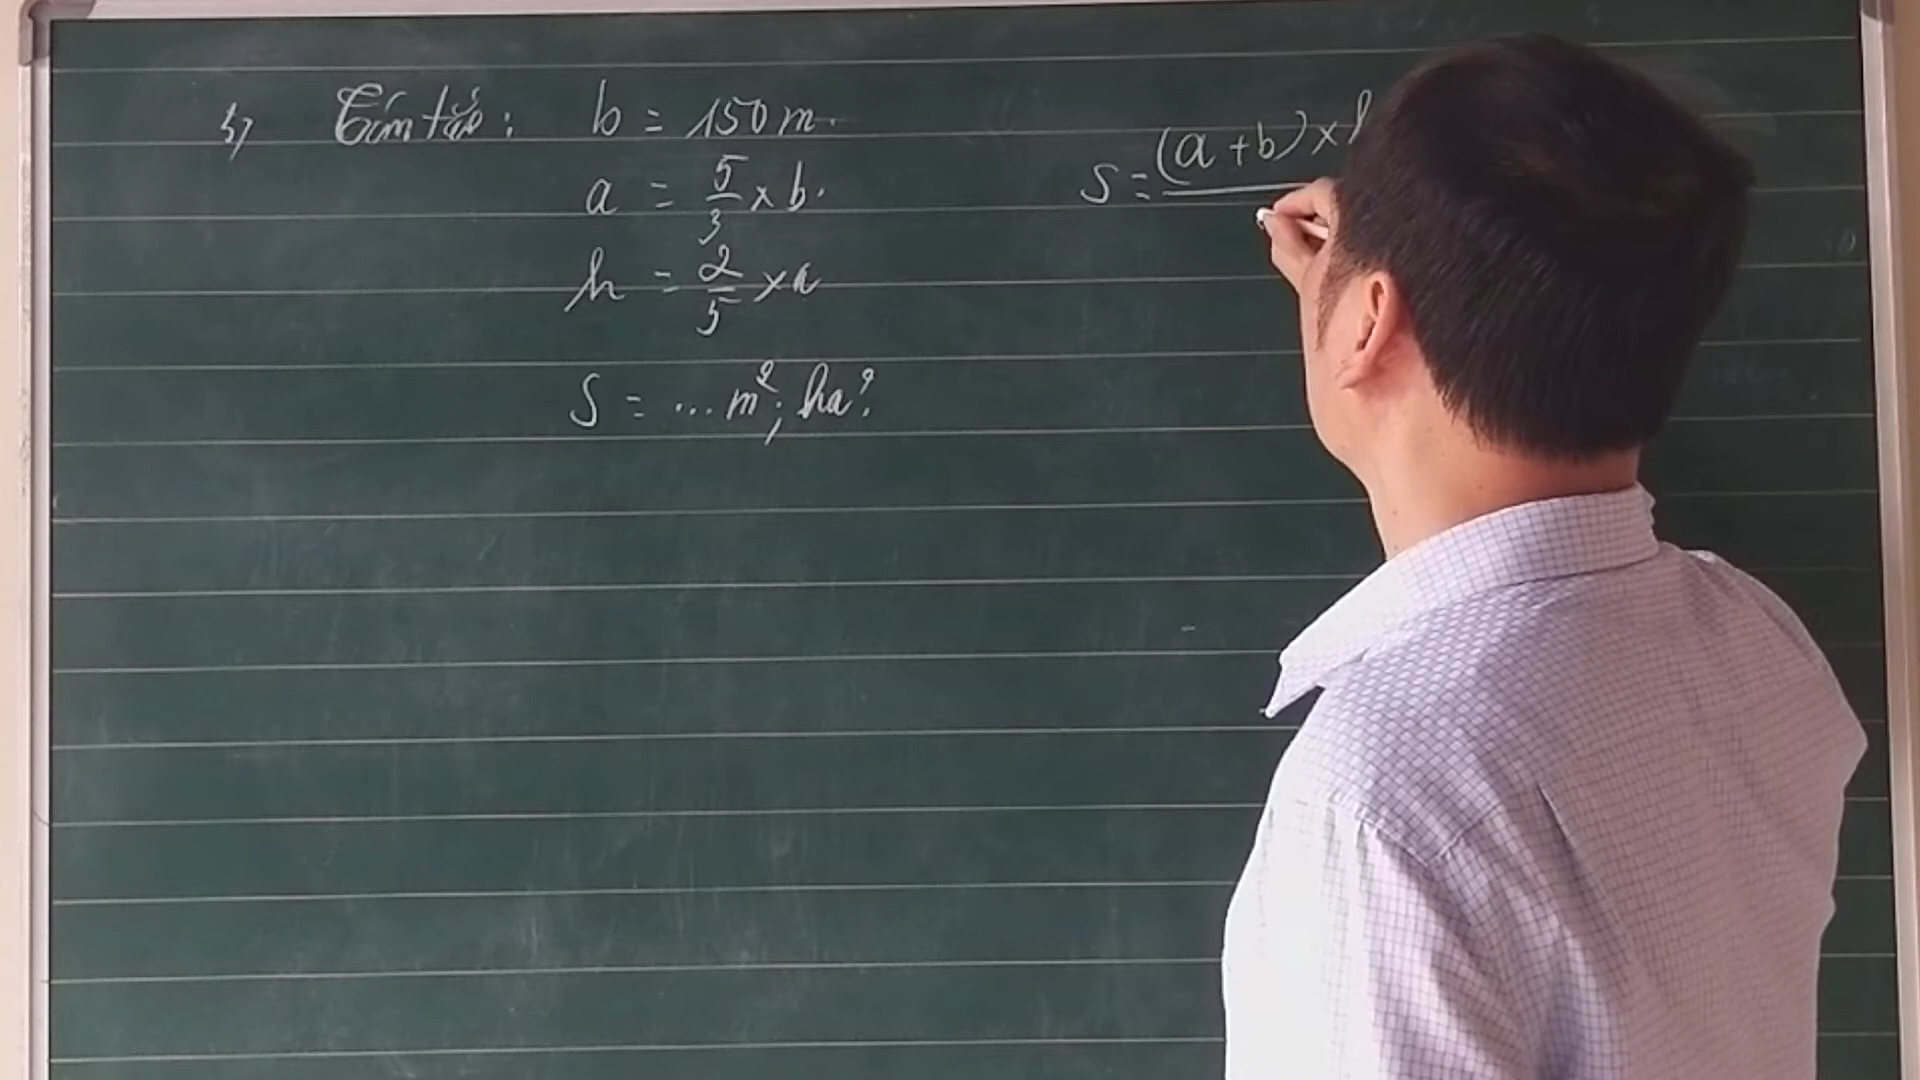 Tóm tắt: b = 150 m.
a = 5/3 × b.
h = 2/5 × a
S = ... m²; ha?
S = (a + b) × h